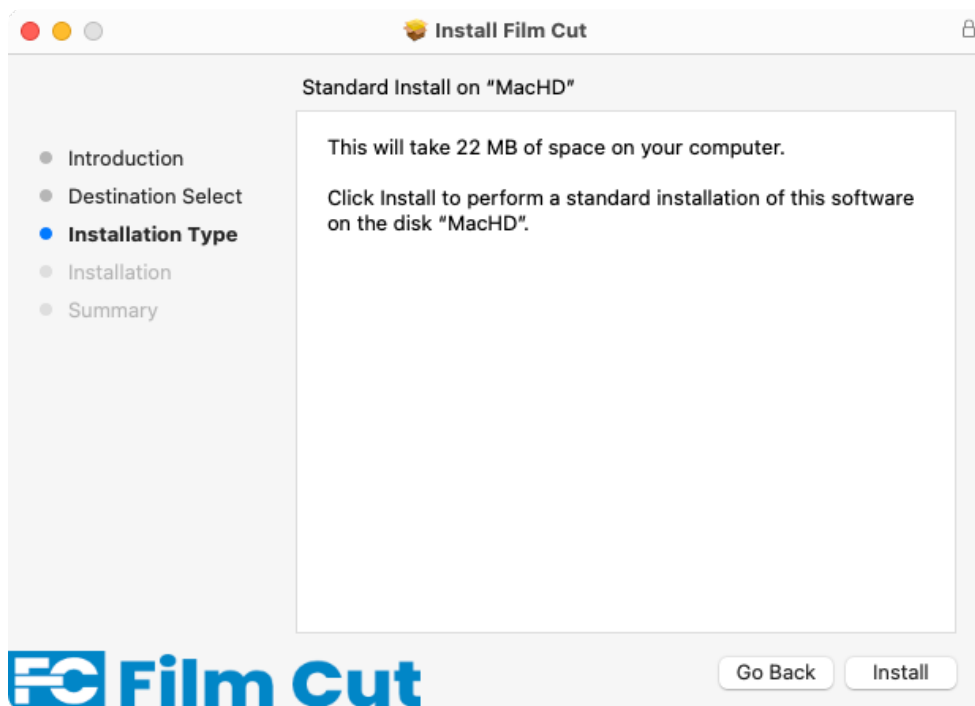 Install Film Cut
Standard Install on “MacHD”
Introduction
Destination Select
Installation Type
Installation
Summary
This will take 22 MB of space on your computer.
Click Install to perform a standard installation of this software
on the disk “MacHD”.
FC Film Cut
Go Back
Install